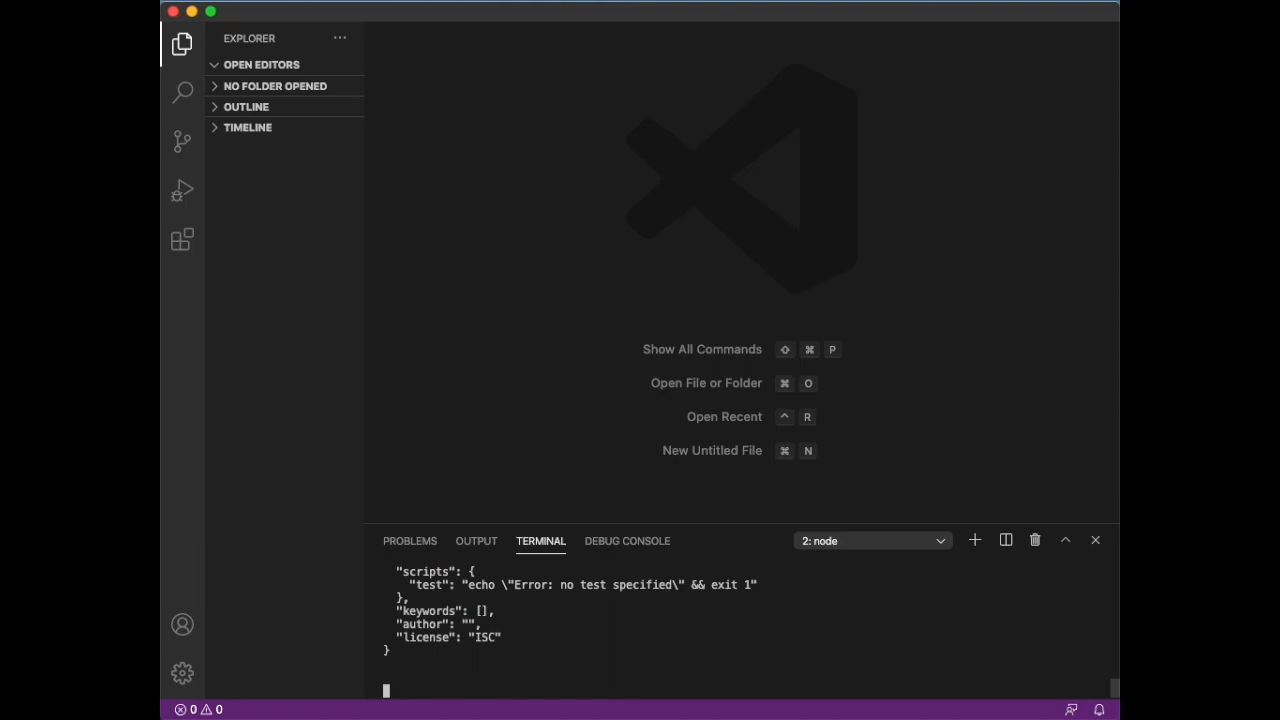 EXPLORER
OPEN EDITORS
NO FOLDER OPENED
OUTLINE
TIMELINE
Show All Commands ⇧ ⌘ P
Open File or Folder ⌘ O
Open Recent ^ R
New Untitled File ⌘ N
PROBLEMS OUTPUT TERMINAL DEBUG CONSOLE 2: node
"scripts": {
"test": "echo \"Error: no test specified\" && exit 1"
},
"keywords": [],
"author": "",
"license": "ISC"
}
0 0